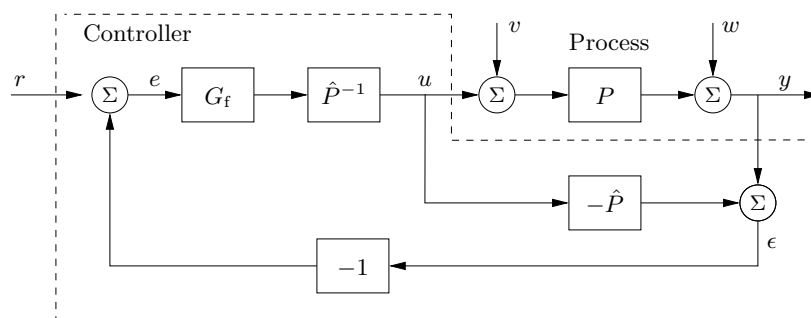 Controller
v
Process
w
r
Σ
e
G_f
P̂⁻¹
u
Σ
P
Σ
y
−P̂
Σ
ϵ
−1